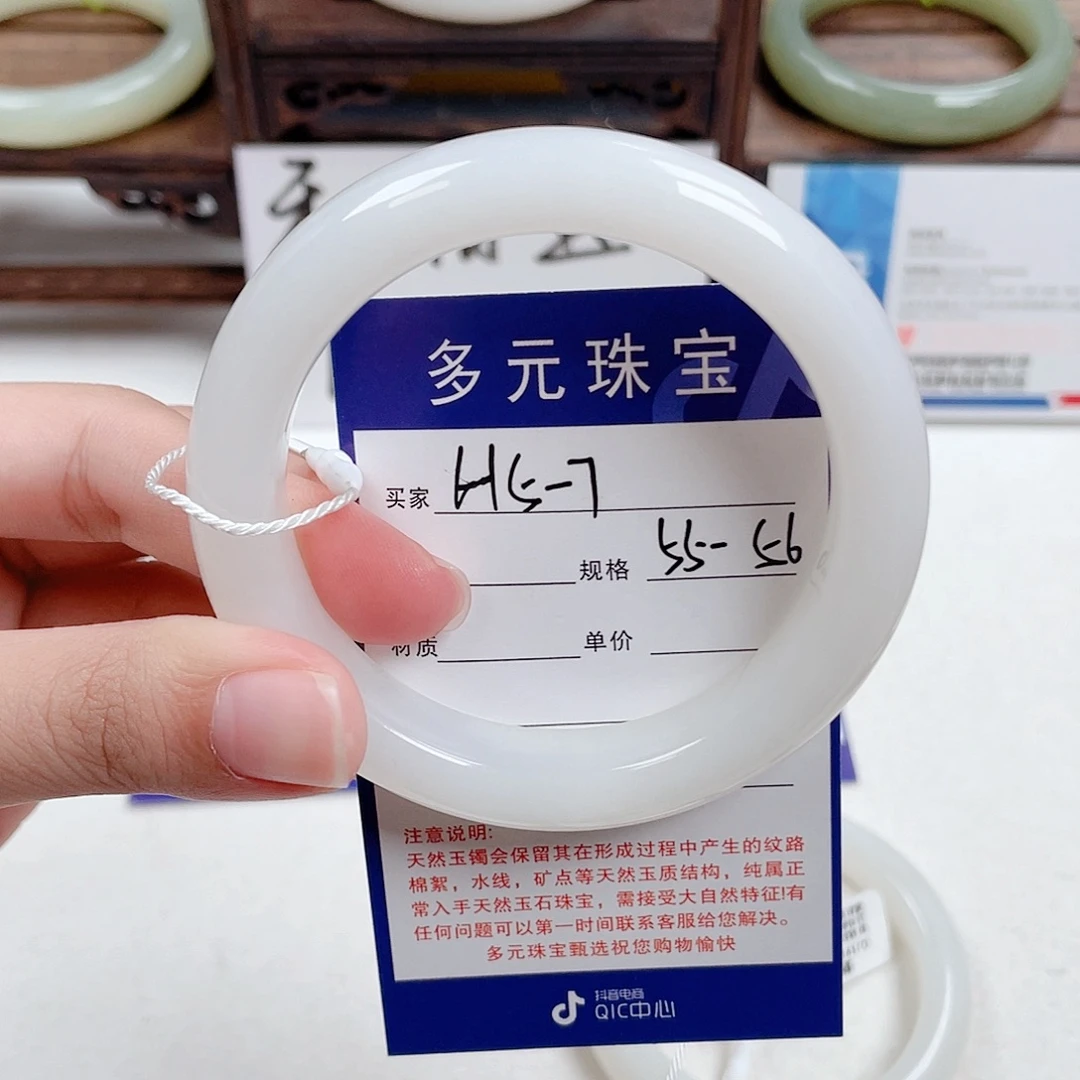 多元珠宝
买家 H5-7
规格 55-56
材质 单价
注意说明:
天然玉镯会保留其在形成过程中产生的纹路
棉絮,水线,矿点等天然玉质结构,纯属正
常入手天然玉石珠宝,需接受大自然特征!有
任何问题可以第一时间联系客服给您解决。
多元珠宝甄选祝您购物愉快
抖音电商
QIC中心